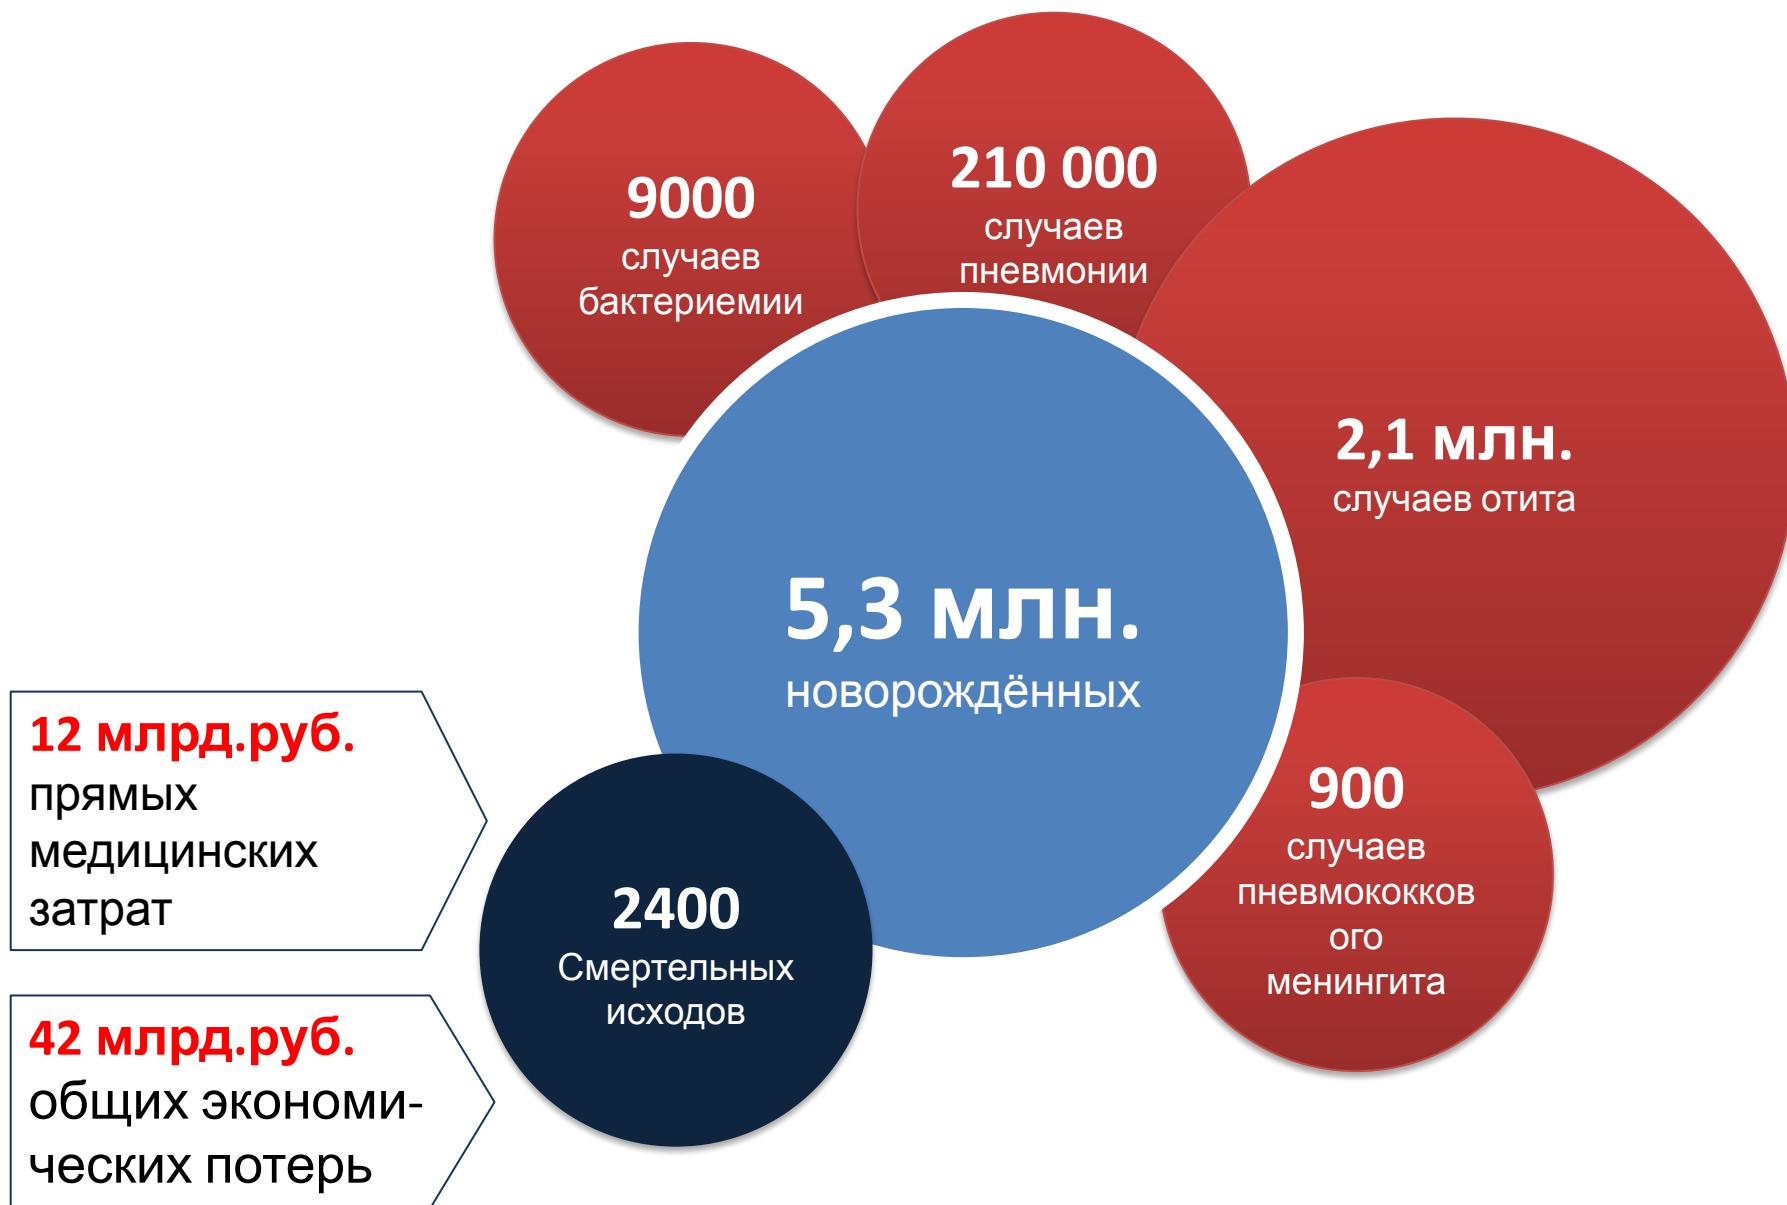 9000
случаев
бактериемии
210 000
случаев
пневмонии
2,1 млн.
случаев отита
5,3 млн.
новорождённых
900
случаев
пневмококков
ого
менингита
2400
Смертельных
исходов
12 млрд.руб.
прямых
медицинских
затрат
42 млрд.руб.
общих экономи-
ческих потерь